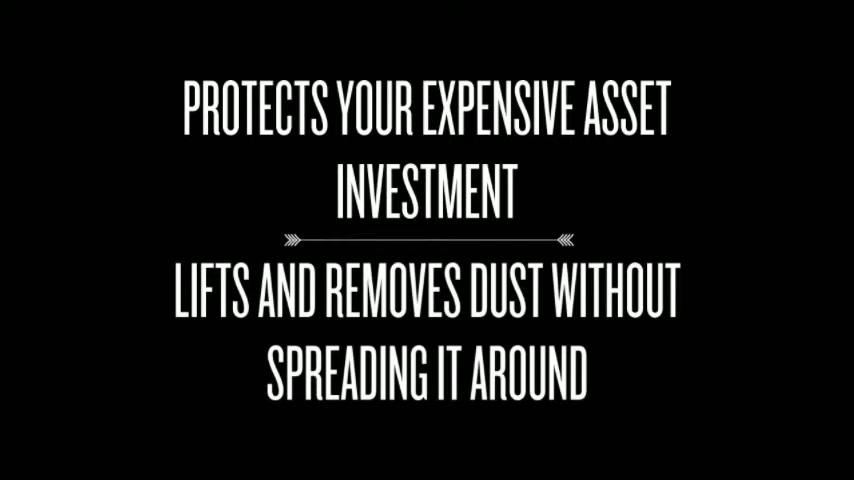 PROTECTS YOUR EXPENSIVE ASSET
INVESTMENT
LIFTS AND REMOVES DUST WITHOUT
SPREADING IT AROUND